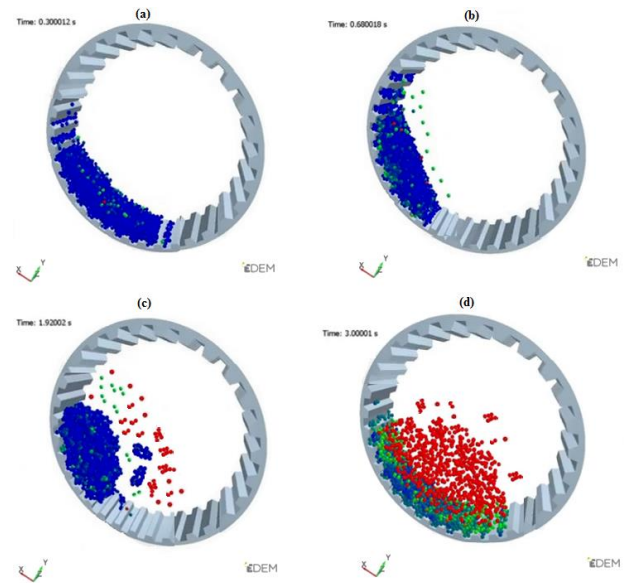 (a)
Time: 0.300012 s
X Y
EDEM
(b)
Time: 0.680018 s
X Y
EDEM
(c)
Time: 1.92002 s
X Y
EDEM
(d)
Time: 3.00001 s
X Y
EDEM